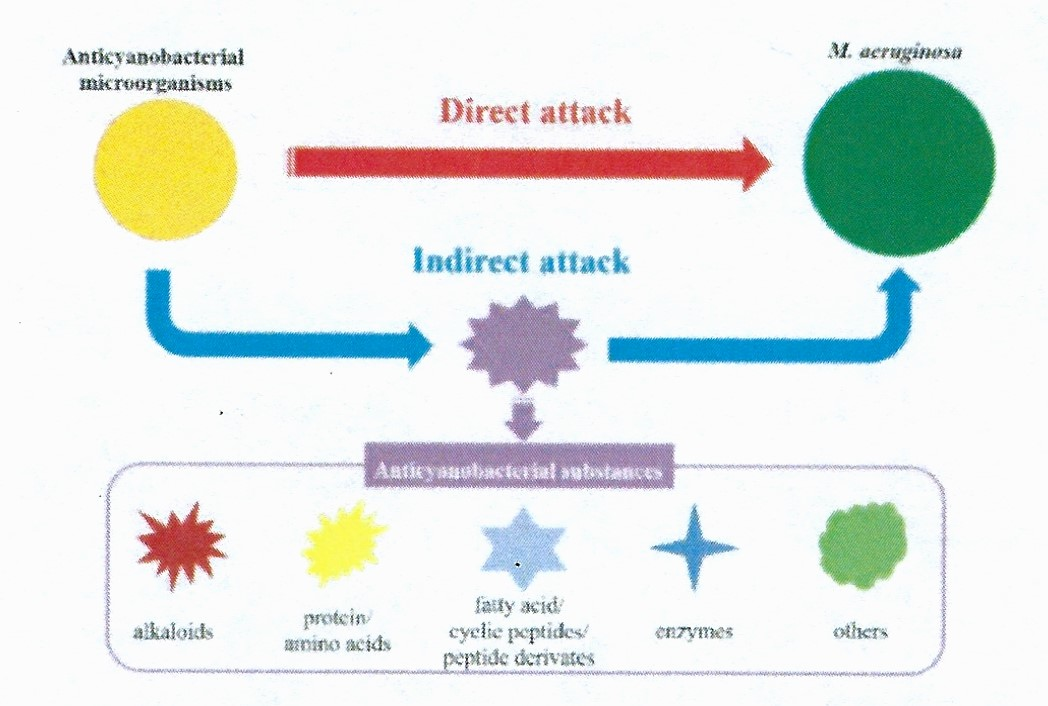 Anticyanobacterial
microorganisms
M. aeruginosa
Direct attack
Indirect attack
Anticyanobacterial substances
alkaloids
protein/
amino acids
fatty acid/
cyclic peptides/
peptide derivates
enzymes
others